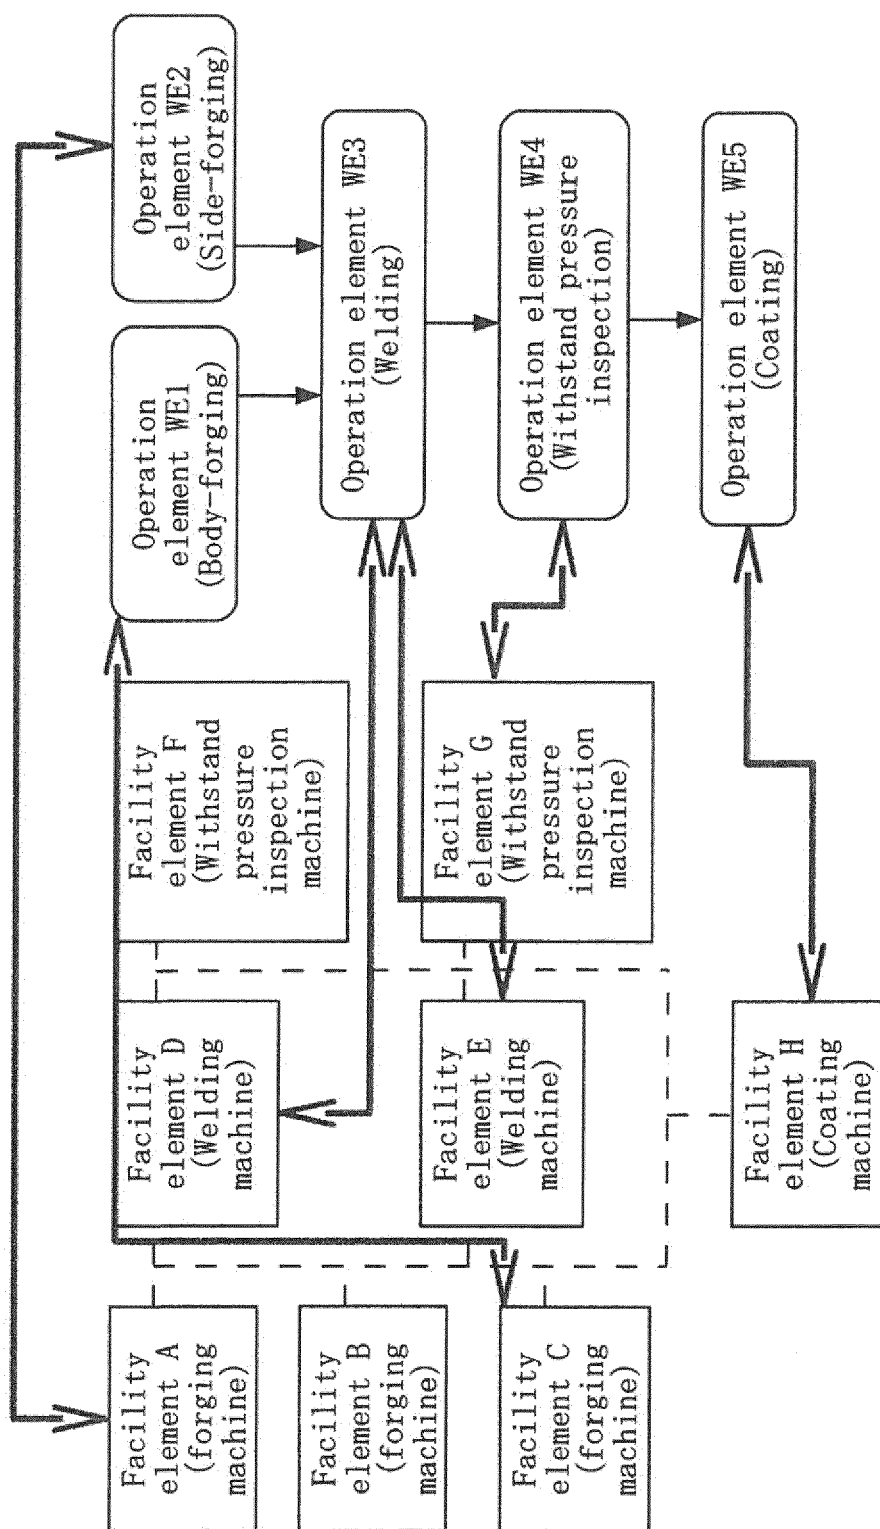 Operation
element WE2
(Side-forging)
Operation
element WE1
(Body-forging)
Operation element WE3
(Welding)
Operation element WE4
(Withstand pressure
inspection)
Operation element WE5
(Coating)
Facility
element F
(Withstand
pressure
inspection
machine)
Facility
element G
(Withstand
pressure
inspection
machine)
Facility
element D
(Welding
machine)
Facility
element E
(Welding
machine)
Facility
element H
(Coating
machine)
Facility
element A
(forging
machine)
Facility
element B
(forging
machine)
Facility
element C
(forging
machine)